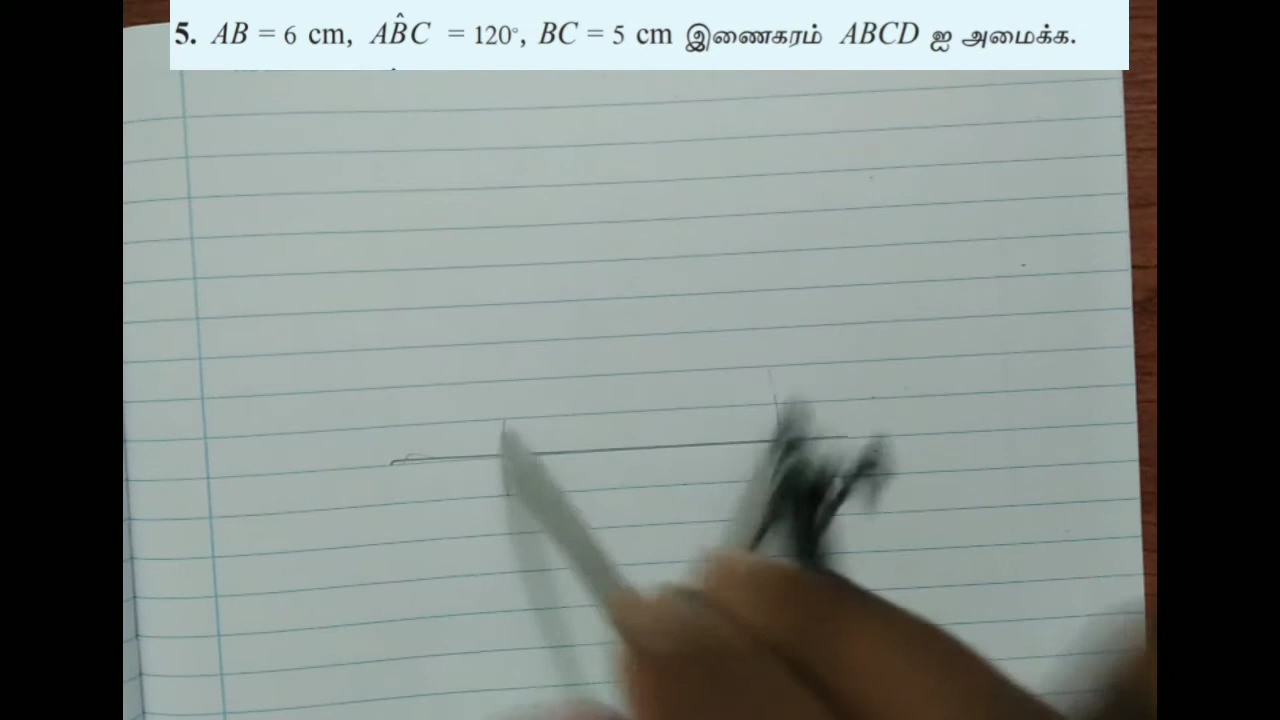 5. AB = 6 cm, AB̂C = 120°, BC = 5 cm இணைகரம் ABCD ஐ அமைக்க.